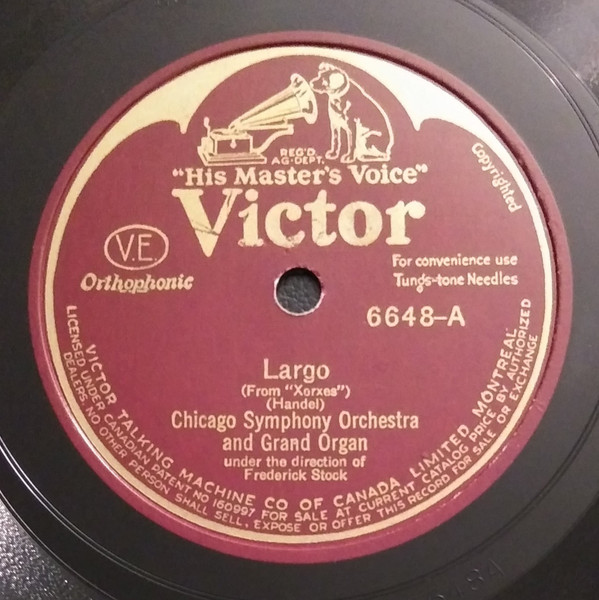 REG'D.
AG-DEPT.
"His Master's Voice"
Victor
Copyrighted
V.E.
Orthophonic
For convenience use
Tungs-tone Needles
6648-A
Largo
(From "Xerxes")
(Handel)
Chicago Symphony Orchestra
and Grand Organ
under the direction of
Frederick Stock
VICTOR TALKING MACHINE CO OF CANADA LIMITED MONTREAL
LICENSED UNDER CANADIAN PATENT NO 160997 FOR SALE AT CURRENT CATALOG PRICE BY AUTHORIZED
DEALERS NO OTHER PERSON SHALL SELL, EXPOSE OR OFFER THIS RECORD FOR SALE OR EXCHANGE